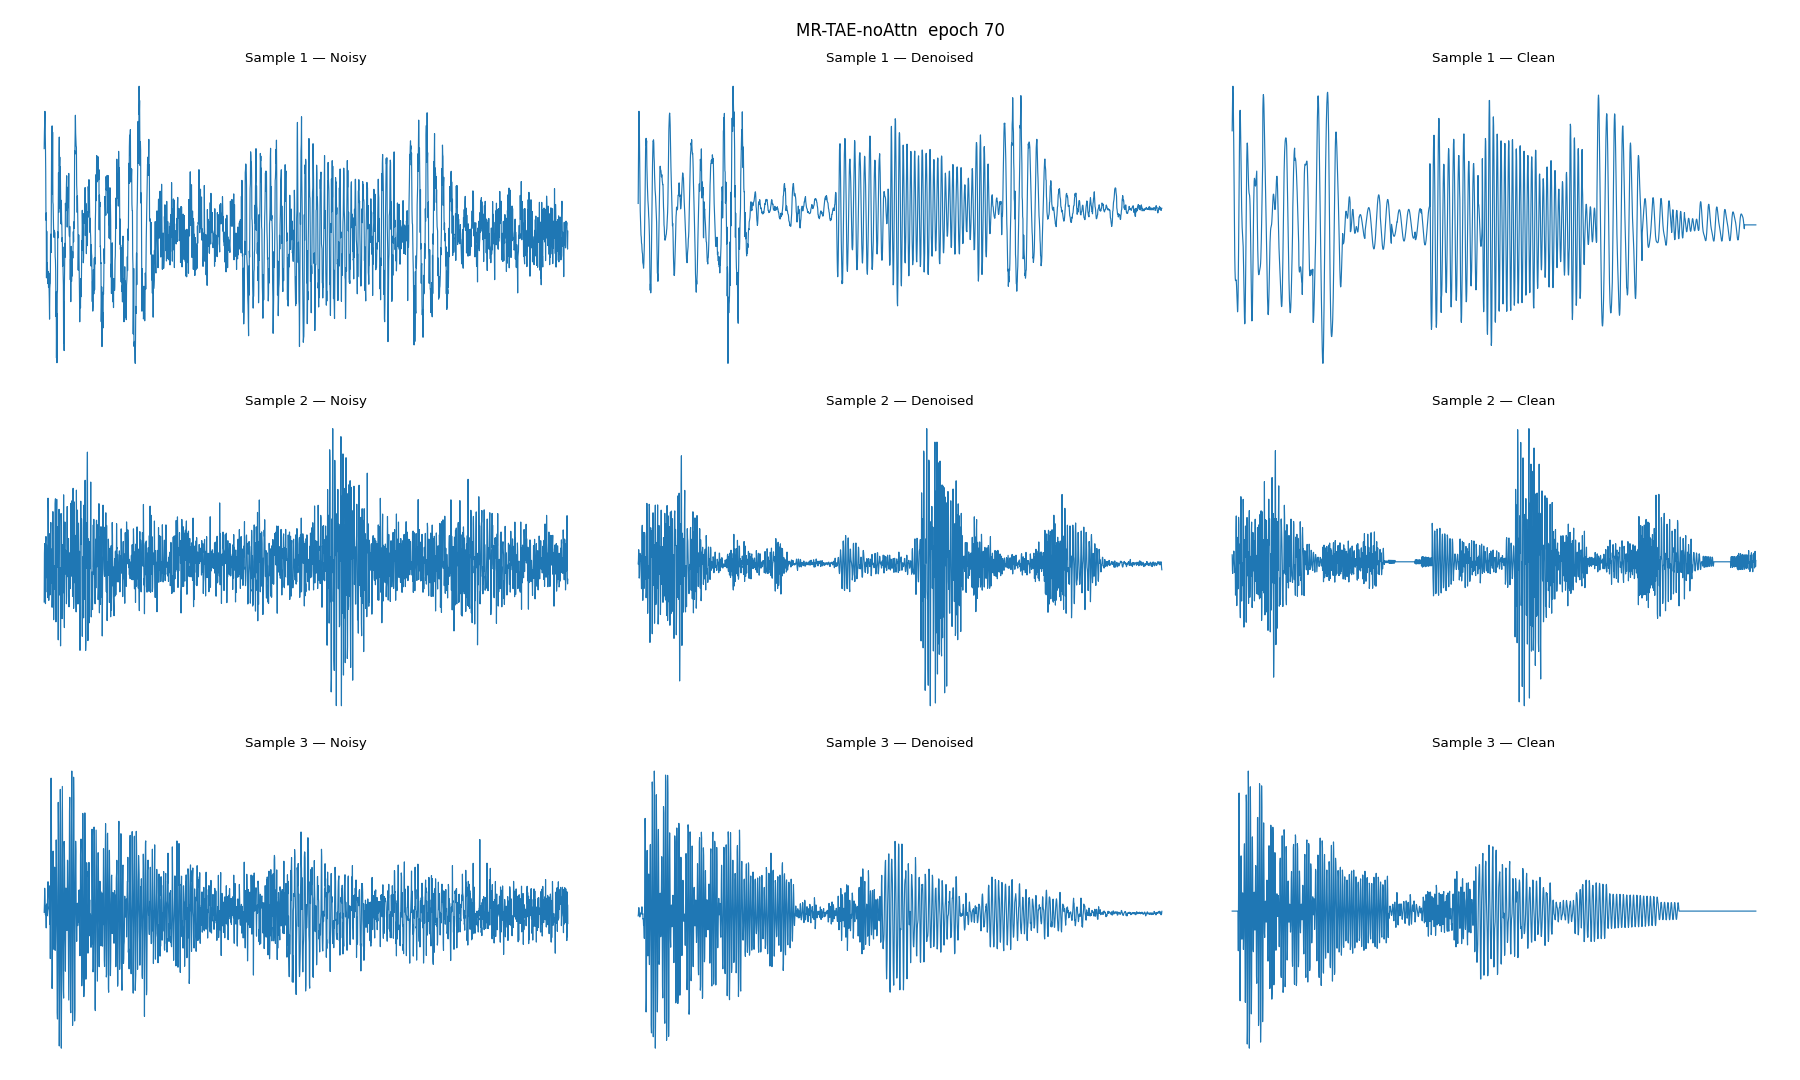 MR-TAE-noAttn  epoch 70
Sample 1 — Noisy
Sample 1 — Denoised
Sample 1 — Clean
Sample 2 — Noisy
Sample 2 — Denoised
Sample 2 — Clean
Sample 3 — Noisy
Sample 3 — Denoised
Sample 3 — Clean